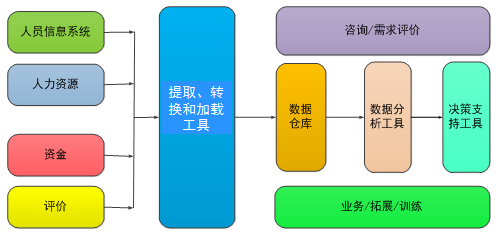 人员信息系统
人力资源
资金
评价
提取、转
换和加载
工具
咨询/需求评价
数据
仓库
数据分
析工具
决策支
持工具
业务/拓展/训练